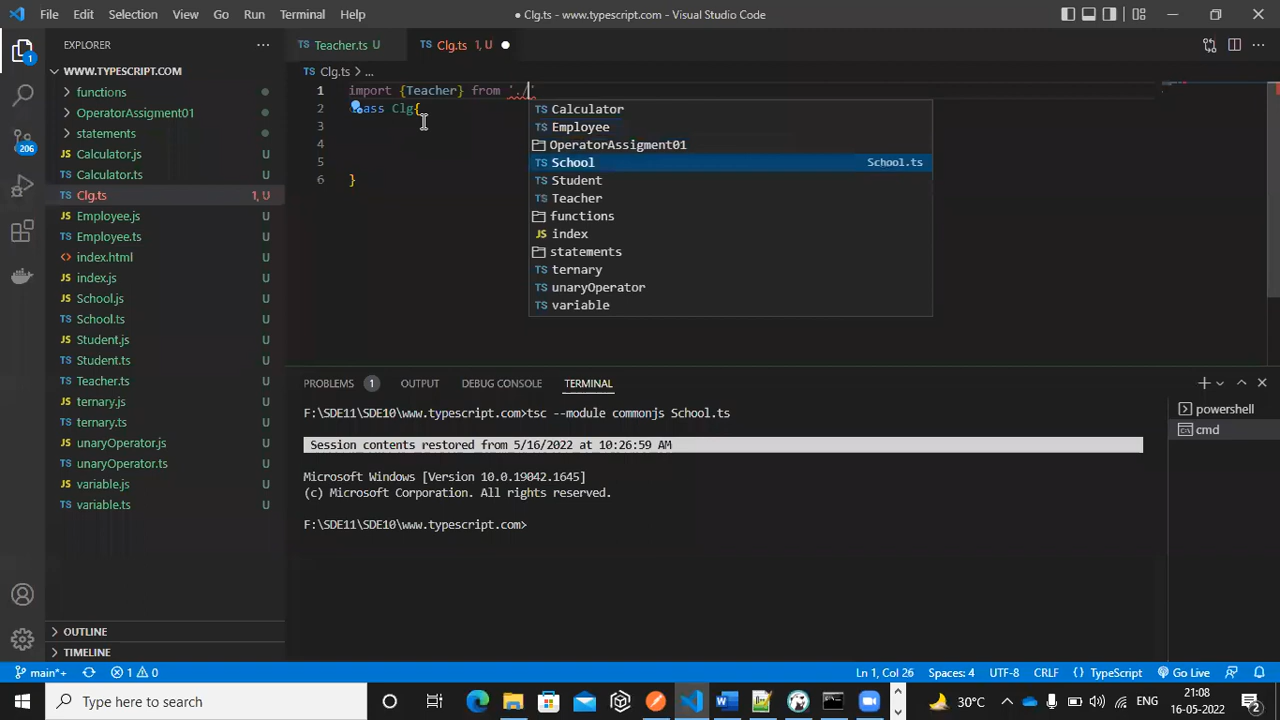 File Edit Selection View Go Run Terminal Help
● Clg.ts - www.typescript.com - Visual Studio Code
EXPLORER
WWW.TYPESCRIPT.COM
functions
OperatorAssigment01
statements
Calculator.js U
Calculator.ts U
Clg.ts 1, U
Employee.js U
Employee.ts U
index.html U
index.js U
School.js U
School.ts U
Student.js U
Student.ts U
Teacher.ts U
ternary.js U
ternary.ts U
unaryOperator.js U
unaryOperator.ts U
variable.js U
variable.ts U
OUTLINE
TIMELINE
1
206
Teacher.ts U
Clg.ts 1, U
Clg.ts > ...
1 import {Teacher} from './'
2 ass Clg{
3
4
5
6 }
Calculator
Employee
OperatorAssigment01
School School.ts
Student
Teacher
functions
index
statements
ternary
unaryOperator
variable
PROBLEMS 1 OUTPUT DEBUG CONSOLE TERMINAL
F:\SDE11\SDE10\www.typescript.com>tsc --module commonjs School.ts
Session contents restored from 5/16/2022 at 10:26:59 AM
Microsoft Windows [Version 10.0.19042.1645]
(c) Microsoft Corporation. All rights reserved.
F:\SDE11\SDE10\www.typescript.com>
powershell
cmd
main*+ 1 0 Ln 1, Col 26 Spaces: 4 UTF-8 CRLF {} TypeScript Go Live
Type here to search
30°C
ENG
21:08
16-05-2022
2